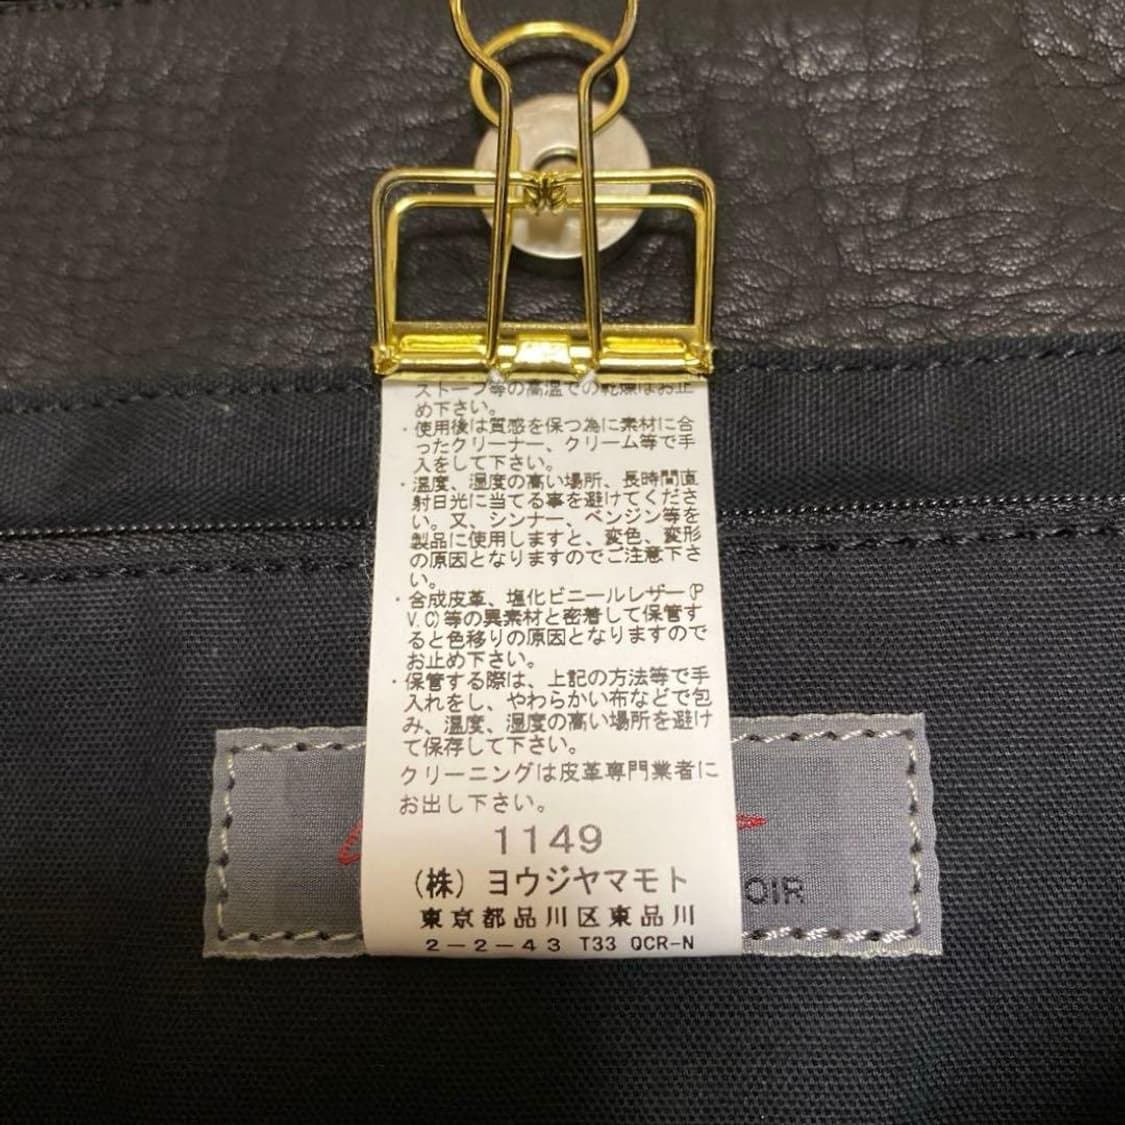 ストーブ等の高温での乾燥はお止
め下さい。
・使用後は質感を保つ為に素材に合
ったクリーナー、クリーム等で手
入をして下さい。
・温度、湿度の高い場所、長時間直
射日光に当てる事を避けてくださ
い。又、シンナー、ベンジン等を
製品に使用しますと、変色、変形
の原因となりますのでご注意下さ
い。
・合成皮革、塩化ビニールレザー(P
V.C)等の異素材と密着して保管す
ると色移りの原因となりますので
お止め下さい。
・保管する際は、上記の方法等で手
入れをし、やわらかい布などで包
み、温度、湿度の高い場所を避け
て保存して下さい。
クリーニングは皮革専門業者に
お出し下さい。
1149
(株) ヨウジヤマモト
東京都品川区東品川
2-2-43 T33 QCR-N
OIR